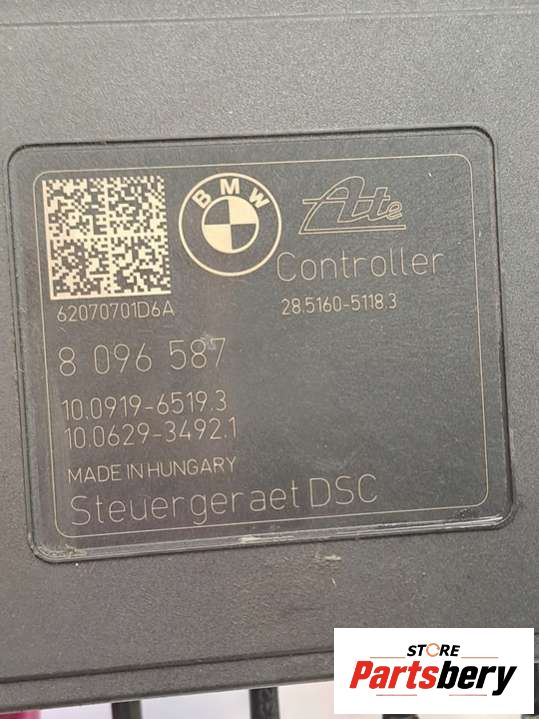 BMW
Ate
Controller
62070701D6A
28.5160-5118.3
8 096 587
10.0919-6519.3
10.0629-3492.1
MADE IN HUNGARY
Steuergeraet DSC
STORE
Partsbery